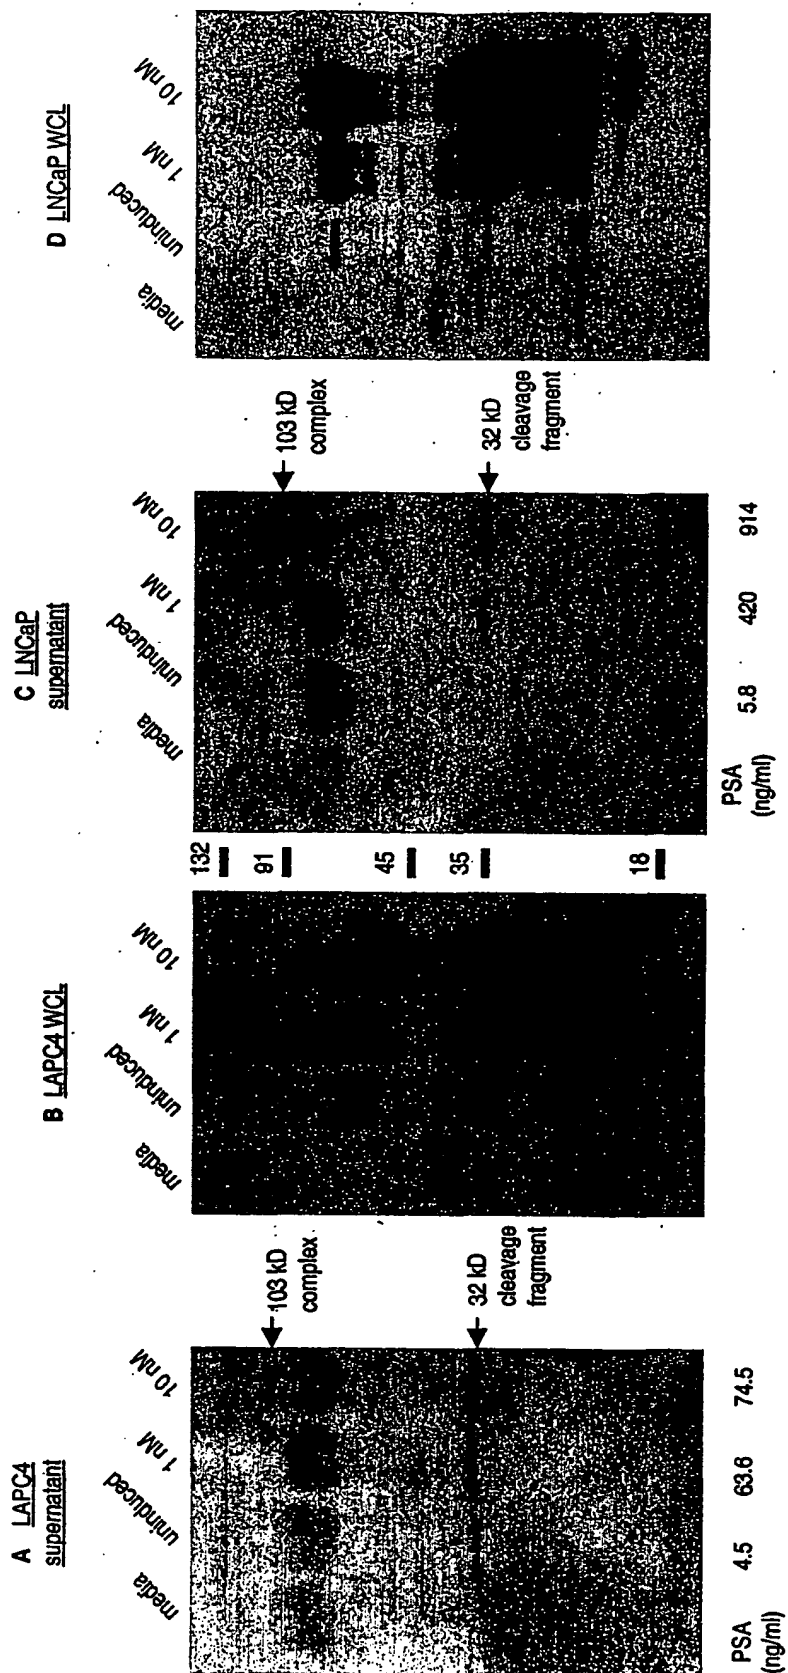 A LAPC4
supernatant
media
uninduced
1 nM
10 nM
103 kD
complex
32 kD
cleavage
fragment
PSA
(ng/ml)
4.5
63.6
74.5
B LAPC4 WCL
media
uninduced
1 nM
10 nM
132
91
45
35
18
C LNCaP
supernatant
media
uninduced
1 nM
10 nM
103 kD
complex
32 kD
cleavage
fragment
PSA
(ng/ml)
5.8
420
914
D LNCaP WCL
media
uninduced
1 nM
10 nM